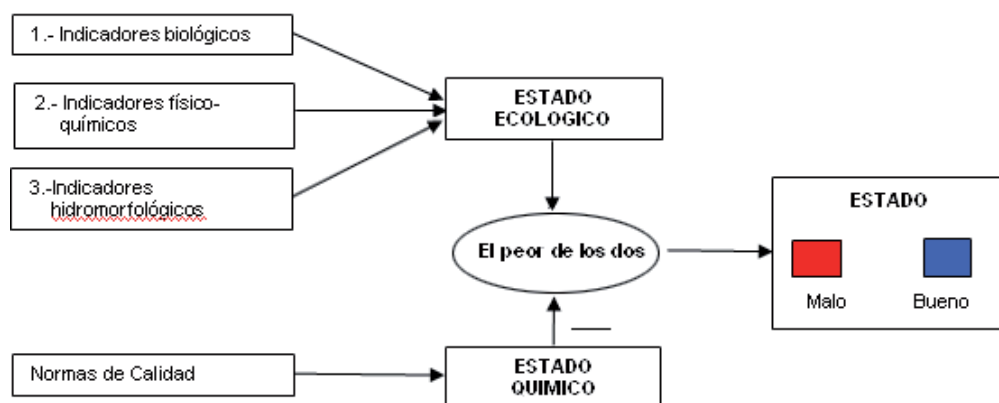 1.- Indicadores biológicos
2.- Indicadores físico-
químicos
3.-Indicadores
hidromorfológicos
ESTADO
ECOLOGICO
El peor de los dos
ESTADO
Malo
Bueno
Normas de Calidad
ESTADO
QUIMICO